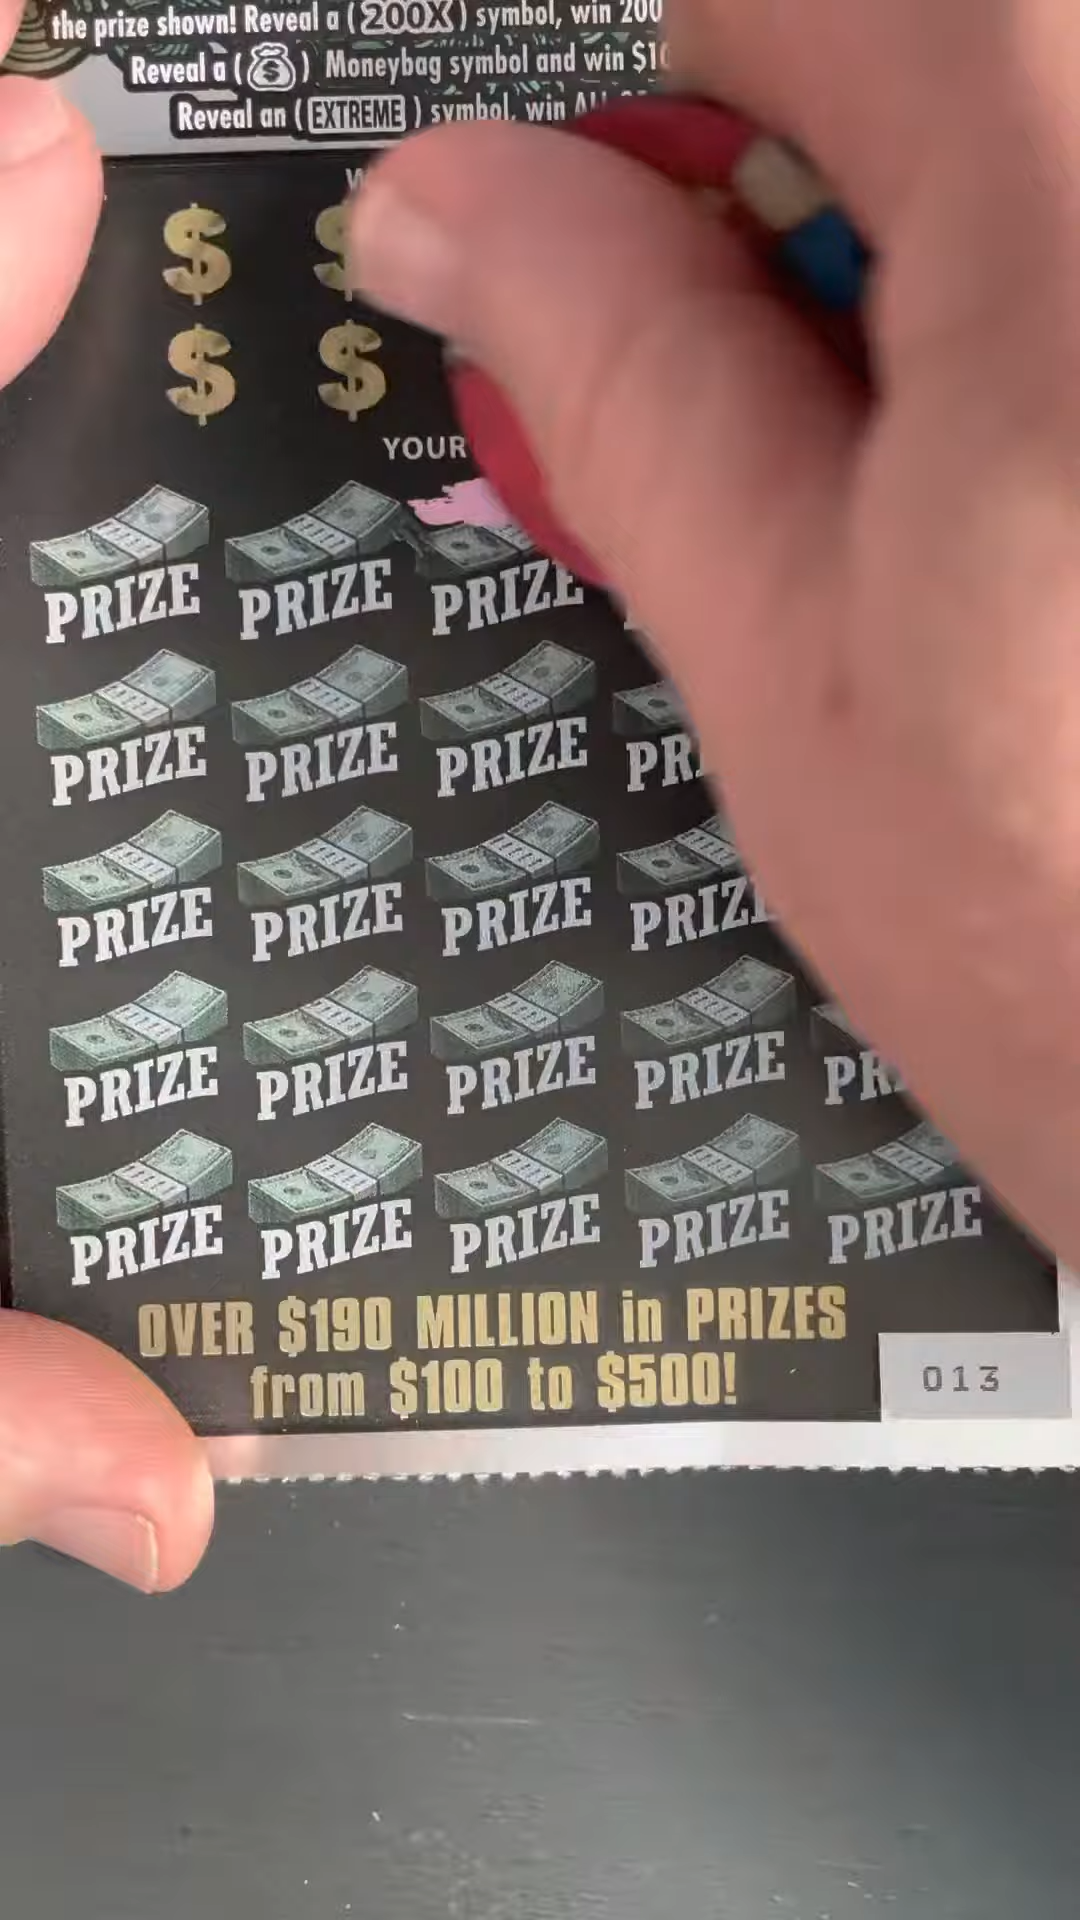 the prize shown! Reveal a ( 200X ) symbol, win 200
Reveal a ( $ ) Moneybag symbol and win $10
Reveal an ( EXTREME ) symbol, win
$ $
$ $
YOUR
PRIZE PRIZE PRIZE
PRIZE PRIZE PRIZE
PRIZE PRIZE PRIZE PRIZE
PRIZE PRIZE PRIZE PRIZE
PRIZE PRIZE PRIZE PRIZE PRIZE
OVER $190 MILLION in PRIZES
from $100 to $500!
013